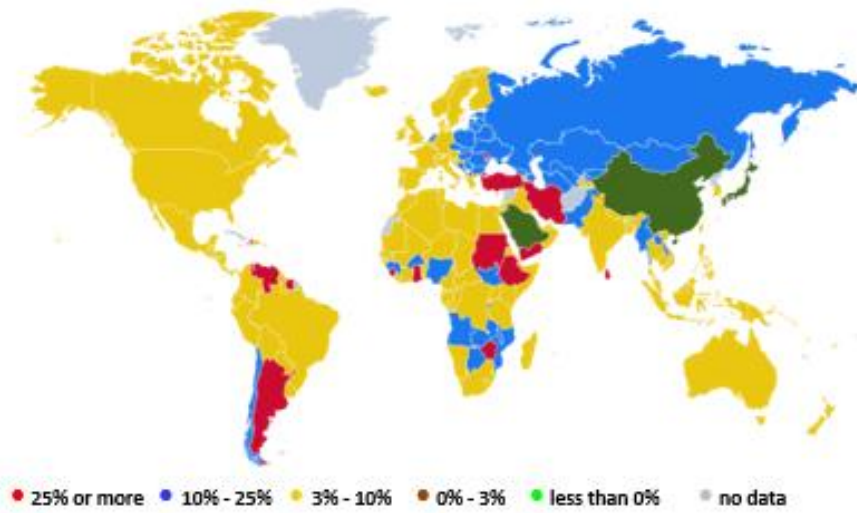 25% or more 10% - 25% 3% - 10% 0% - 3% less than 0% no data